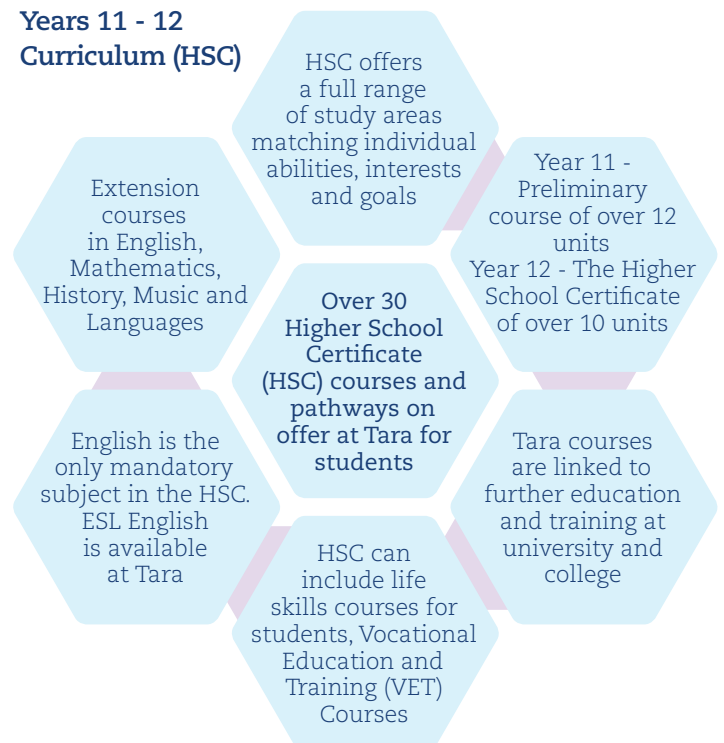 Years 11 - 12
Curriculum (HSC)
HSC offers
a full range
of study areas
matching individual
abilities, interests
and goals
Year 11 -
Preliminary
course of over 12
units
Year 12 - The Higher
School Certificate
of over 10 units
Extension
courses
in English,
Mathematics,
History, Music and
Languages
Over 30
Higher School
Certificate
(HSC) courses and
pathways on
offer at Tara for
students
English is the
only mandatory
subject in the HSC.
ESL English
is available
at Tara
Tara courses
are linked to
further education
and training at
university and
college
HSC can
include life
skills courses for
students, Vocational
Education and
Training (VET)
Courses